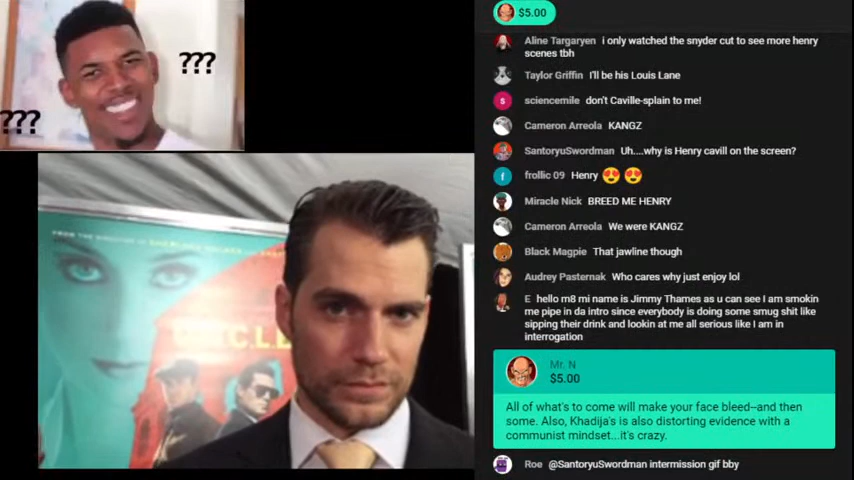 $5.00
???
???
Aline Targaryen i only watched the snyder cut to see more henry
scenes tbh
Taylor Griffin I'll be his Louis Lane
s
sciencemile don't Caville-splain to me!
Cameron Arreola KANGZ
SantoryuSwordman Uh....why is Henry cavill on the screen?
f
frollic 09 Henry 😍 😍
Miracle Nick BREED ME HENRY
Cameron Arreola We were KANGZ
Black Magpie That jawline though
Audrey Pasternak Who cares why just enjoy lol
E hello m8 mi name is Jimmy Thames as u can see I am smokin
me pipe in da intro since everybody is doing some smug shit like
sipping their drink and lookin at me all serious like I am in
interrogation
Mr. N
$5.00
All of what's to come will make your face bleed--and then
some. Also, Khadija's is also distorting evidence with a
communist mindset...it's crazy.
Roe @SantoryuSwordman intermission gif bby
FROM THE DIRECTOR OF SHERLOCK HOLMES